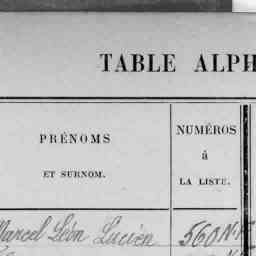 TABLE ALPH
PRÉNOMS
ET SURNOM.
NUMÉROS
à
LA LISTE.
Marcel Léon Lucien 560 N.